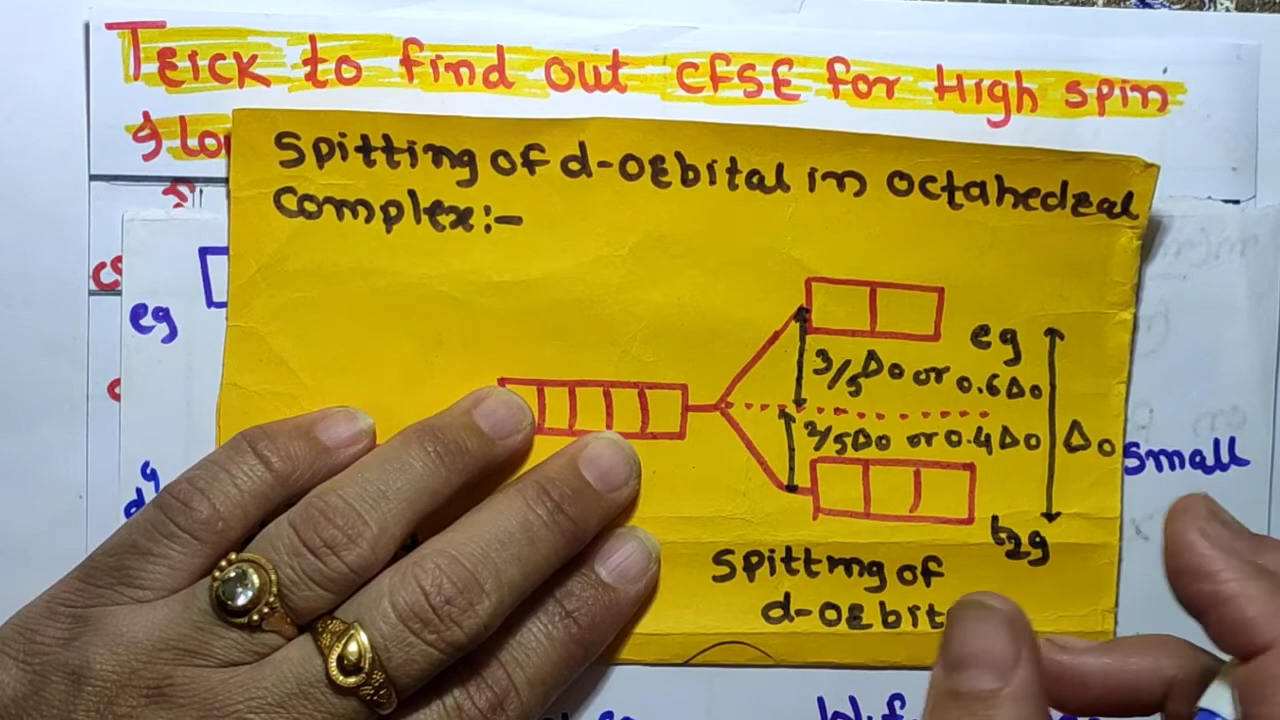 Trick to find out CFSE for High spin
& lo
Spitting of d-orbital in octahedral
complex:-
eg
eg
3/5Δo or 0.6Δo
2/5Δo or 0.4Δo
Δo
small
t2g
Spitting of
d-orbit